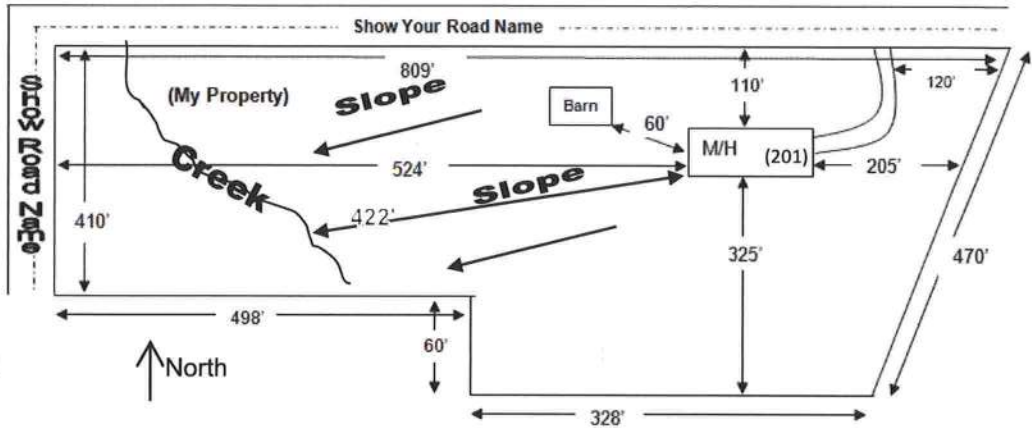 Show Your Road Name
809'
Show Road Name
(My Property)
Slope
110'
120'
Barn
60'
M/H
(201)
Creek
524'
205'
Slope
410'
422'
325'
470'
498'
60'
North
328'